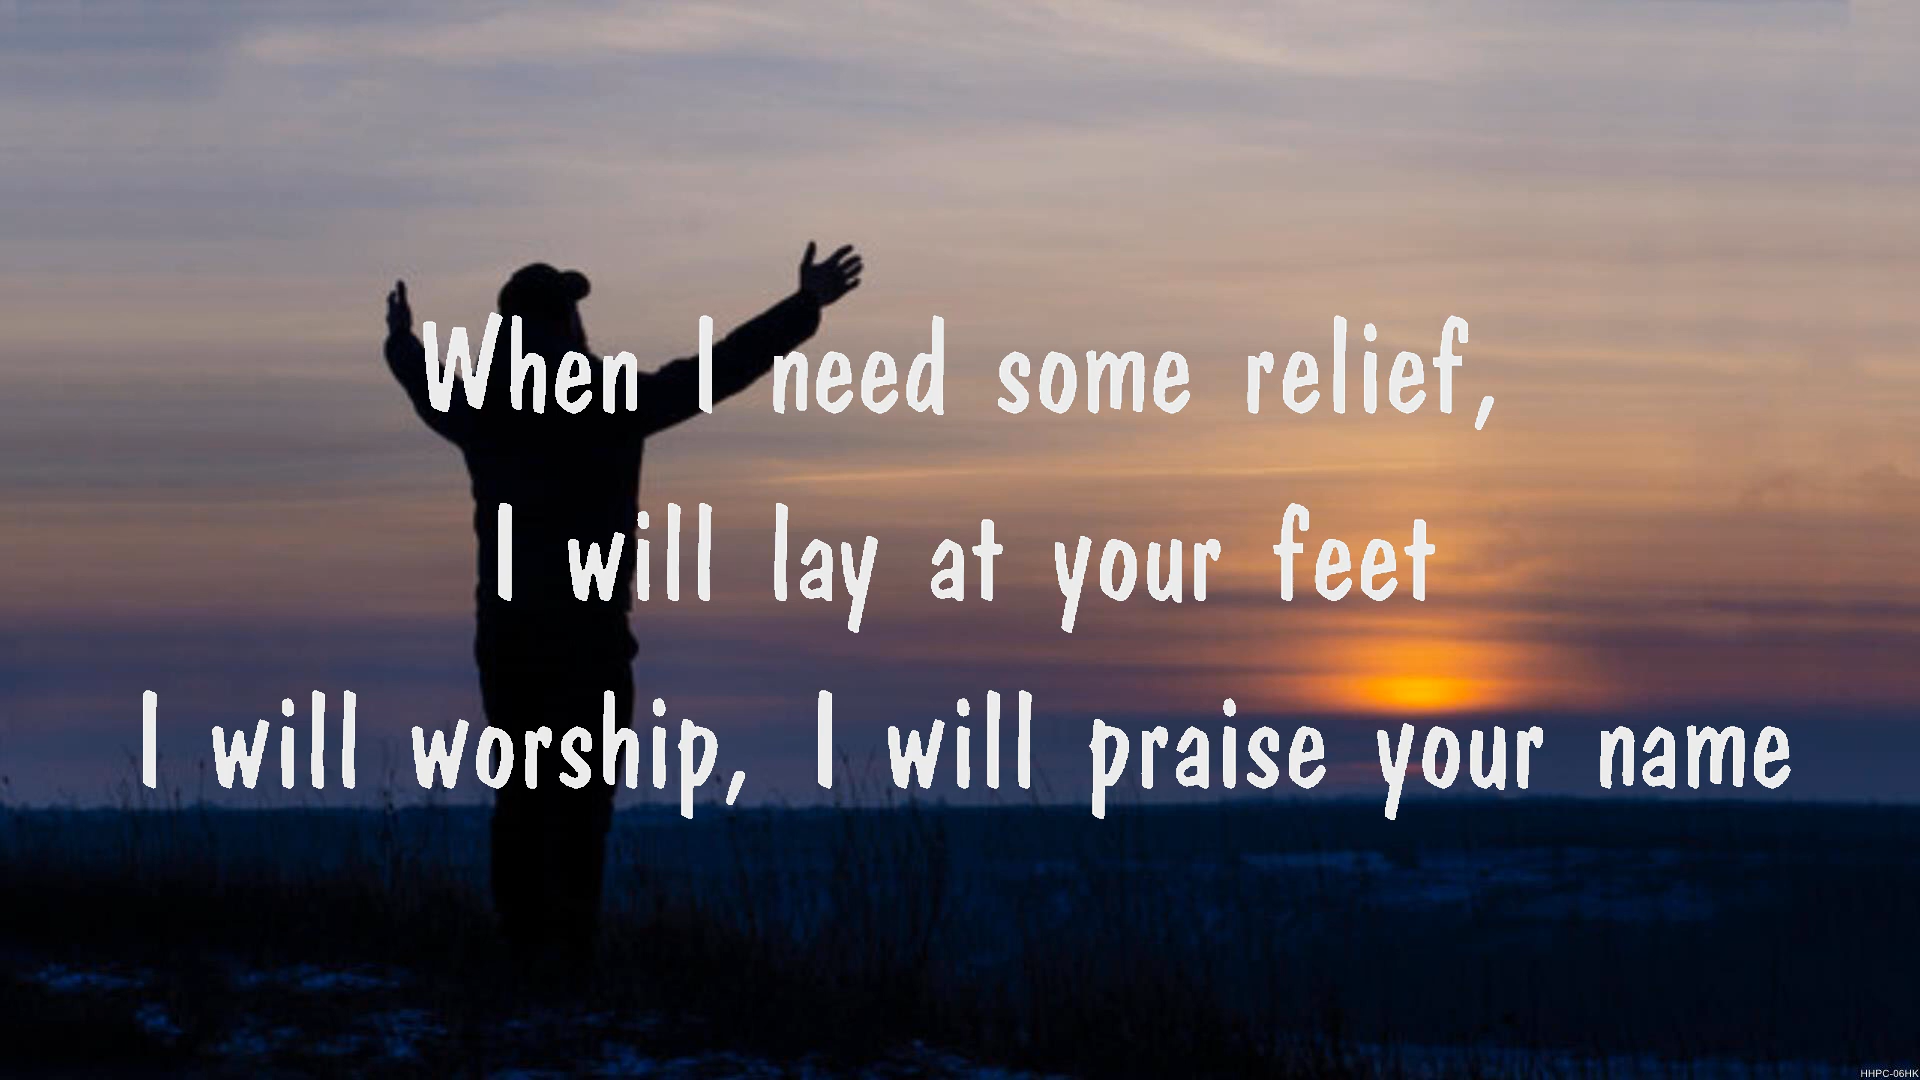 When I need some relief,
I will lay at your feet
I will worship, I will praise your name
HHPC-06HK